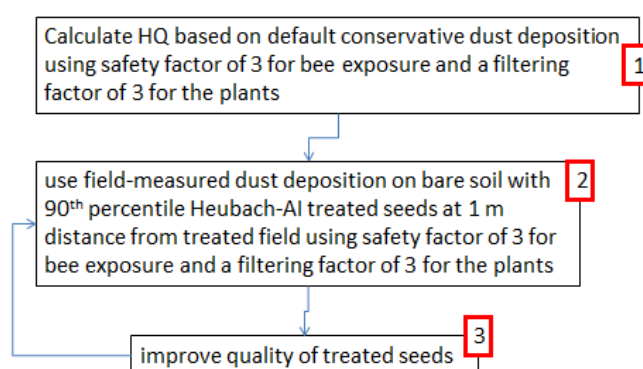 Calculate HQ based on default conservative dust deposition
using safety factor of 3 for bee exposure and a filtering
factor of 3 for the plants
1
use field-measured dust deposition on bare soil with
2
90th percentile Heubach-AI treated seeds at 1 m
distance from treated field using safety factor of 3 for
bee exposure and a filtering factor of 3 for the plants
3
improve quality of treated seeds